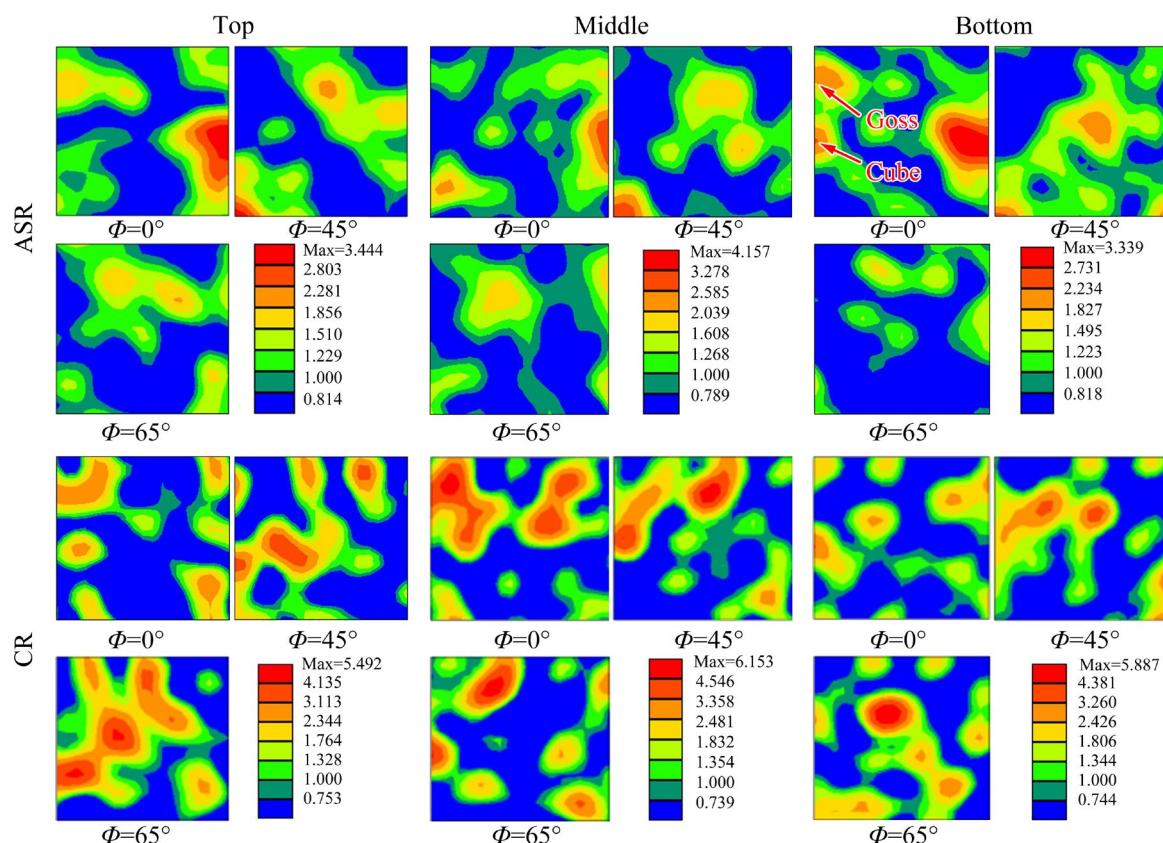 Top
Middle
Bottom
ASR
Goss
Cube
Φ=0°
Φ=45°
Φ=0°
Φ=45°
Φ=0°
Φ=45°
Max=3.444
2.803
2.281
1.856
1.510
1.229
1.000
0.814
Φ=65°
Max=4.157
3.278
2.585
2.039
1.608
1.268
1.000
0.789
Φ=65°
Max=3.339
2.731
2.234
1.827
1.495
1.223
1.000
0.818
Φ=65°
CR
Φ=0°
Φ=45°
Φ=0°
Φ=45°
Φ=0°
Φ=45°
Max=5.492
4.135
3.113
2.344
1.764
1.328
1.000
0.753
Φ=65°
Max=6.153
4.546
3.358
2.481
1.832
1.354
1.000
0.739
Φ=65°
Max=5.887
4.381
3.260
2.426
1.806
1.344
1.000
0.744
Φ=65°